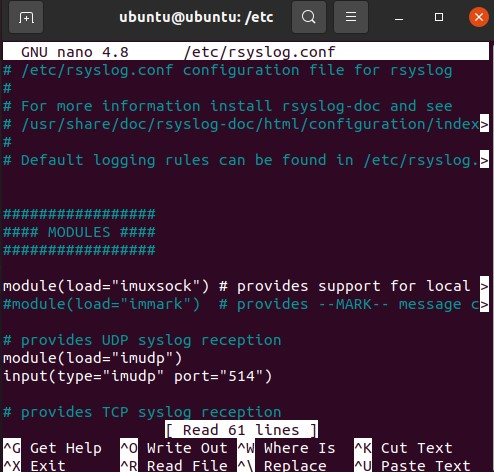 ubuntu@ubuntu: /etc
GNU nano 4.8 /etc/rsyslog.conf
# /etc/rsyslog.conf configuration file for rsyslog
#
# For more information install rsyslog-doc and see
# /usr/share/doc/rsyslog-doc/html/configuration/index>
#
# Default logging rules can be found in /etc/rsyslog.>
#################
#### MODULES ####
#################
module(load="imuxsock") # provides support for local >
#module(load="immark")  # provides --MARK-- message c>
# provides UDP syslog reception
module(load="imudp")
input(type="imudp" port="514")
# provides TCP syslog reception
[ Read 61 lines ]
^G Get Help ^O Write Out ^W Where Is ^K Cut Text
^X Exit ^R Read File ^\ Replace ^U Paste Text